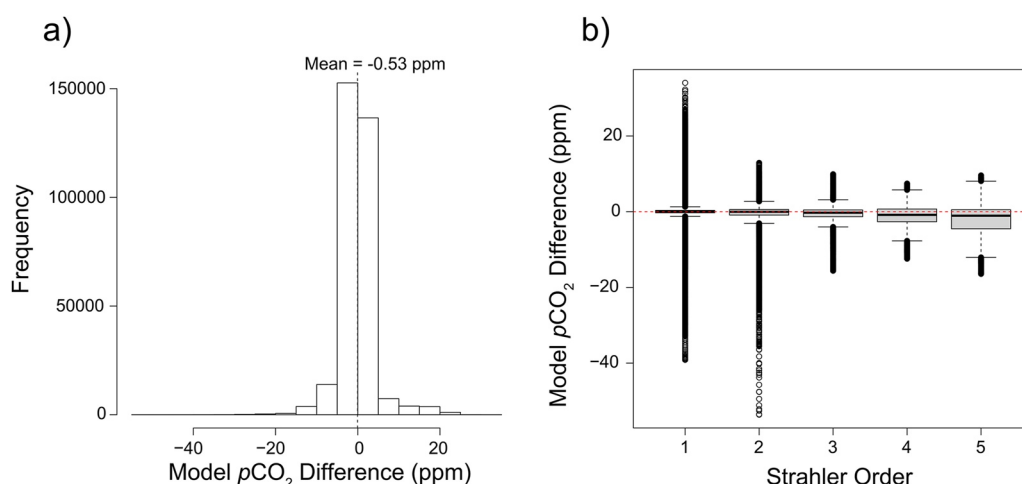 a)
Mean = -0.53 ppm
150000
100000
50000
0
Frequency
−40
−20
0
20
Model pCO₂ Difference (ppm)
b)
20
0
−20
−40
Model pCO₂ Difference (ppm)
1
2
3
4
5
Strahler Order